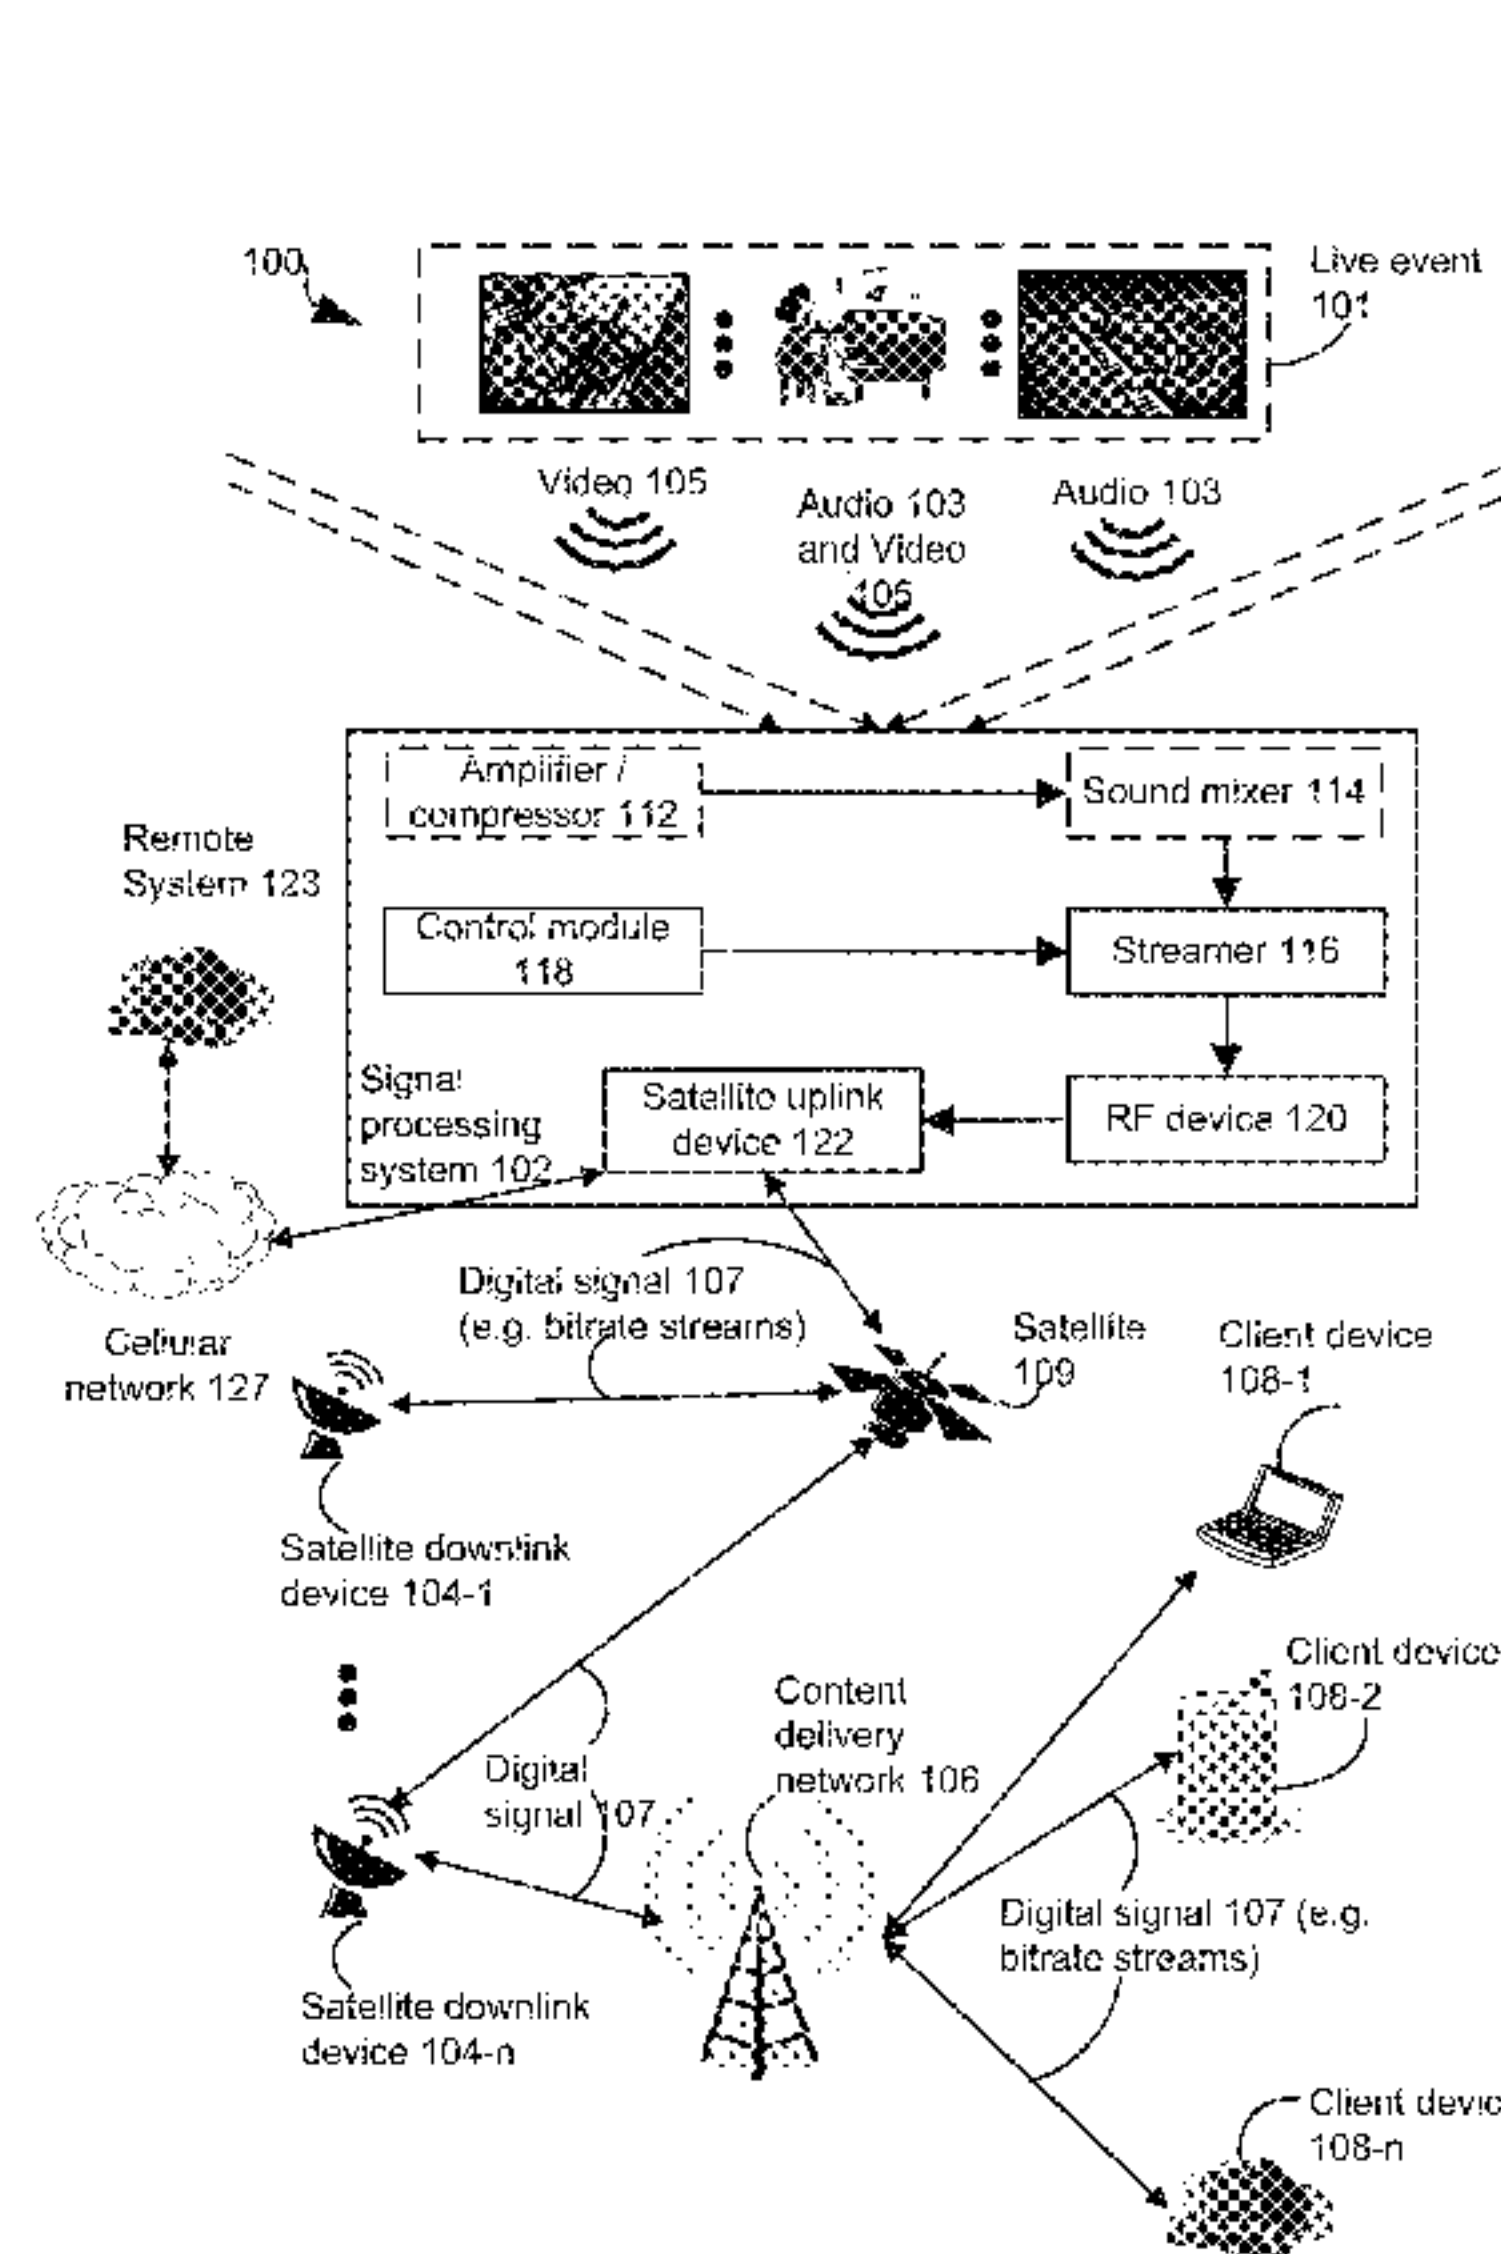 100
Live event
101
Video 105
Audio 103
and Video
105
Audio 103
Amplifier /
compressor 112
Sound mixer 114
Remote
System 123
Control module
118
Streamer 116
Signal
processing
system 102
Satellite uplink
device 122
RF device 120
Digital signal 107
(e.g. bitrate streams)
Cellular
network 127
Satellite
109
Client device
108-1
Satellite downlink
device 104-1
Client device
108-2
Content
delivery
network 106
Digital
signal 107
Digital signal 107 (e.g.
bitrate streams)
Satellite downlink
device 104-n
Client devic
108-n